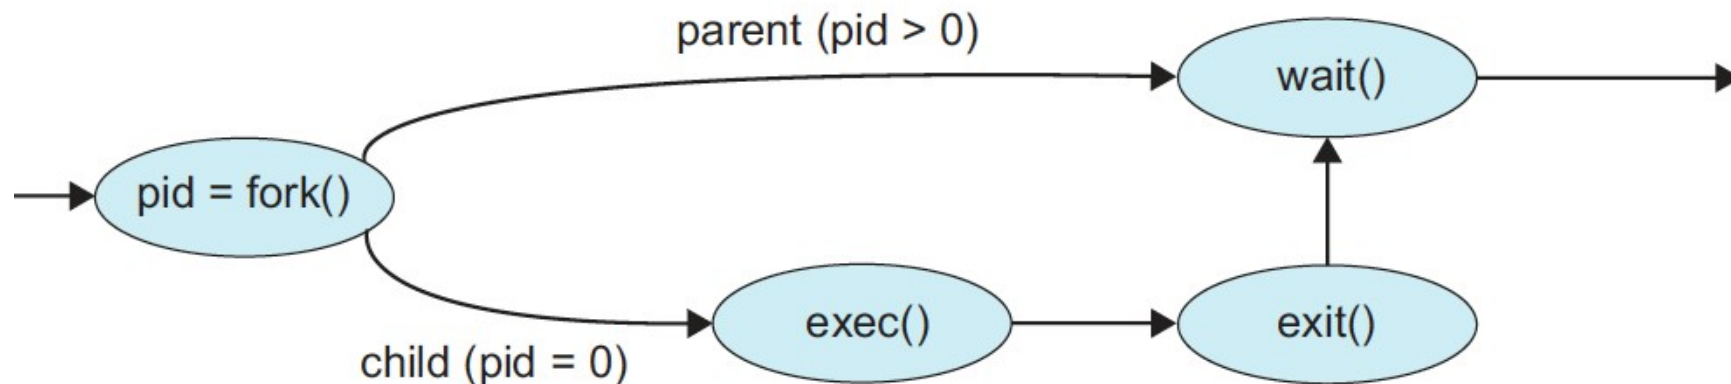 parent (pid > 0)
wait()
pid = fork()
exec()
exit()
child (pid = 0)